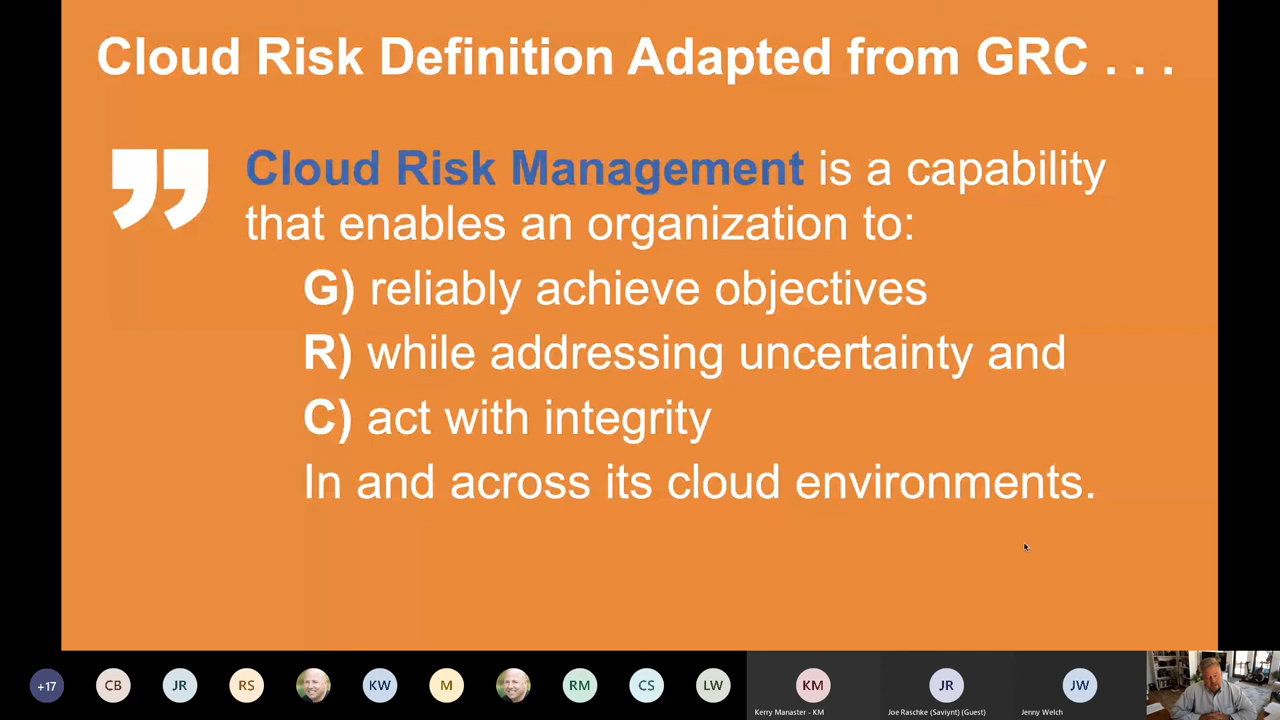 Cloud Risk Definition Adapted from GRC . . .
”
Cloud Risk Management is a capability
that enables an organization to:
G) reliably achieve objectives
R) while addressing uncertainty and
C) act with integrity
In and across its cloud environments.
+17
CB
JR
RS
KW
M
RM
CS
LW
KM
JR
JW
Kerry Manaster - KM
Joe Raschke (Saviynt) (Guest)
Jenny Welch